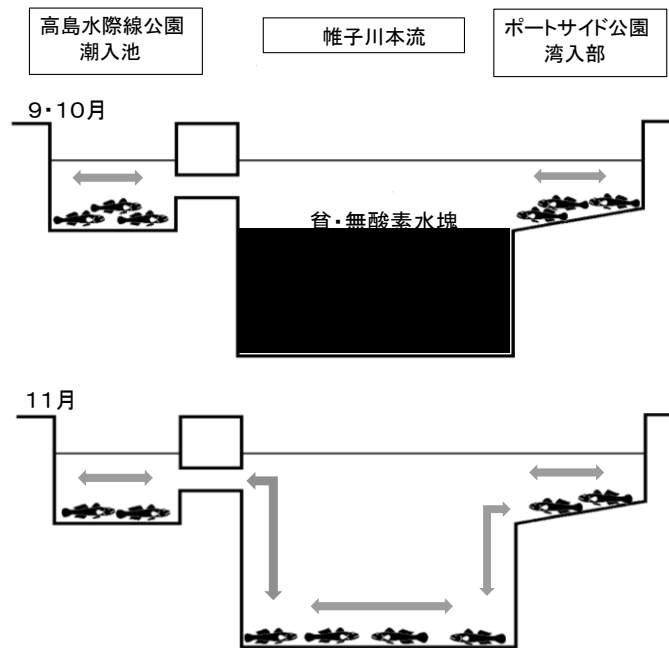 高島水際線公園
潮入池
帷子川本流
ポートサイド公園
湾入部
9・10月
貧・無酸素水塊
11月